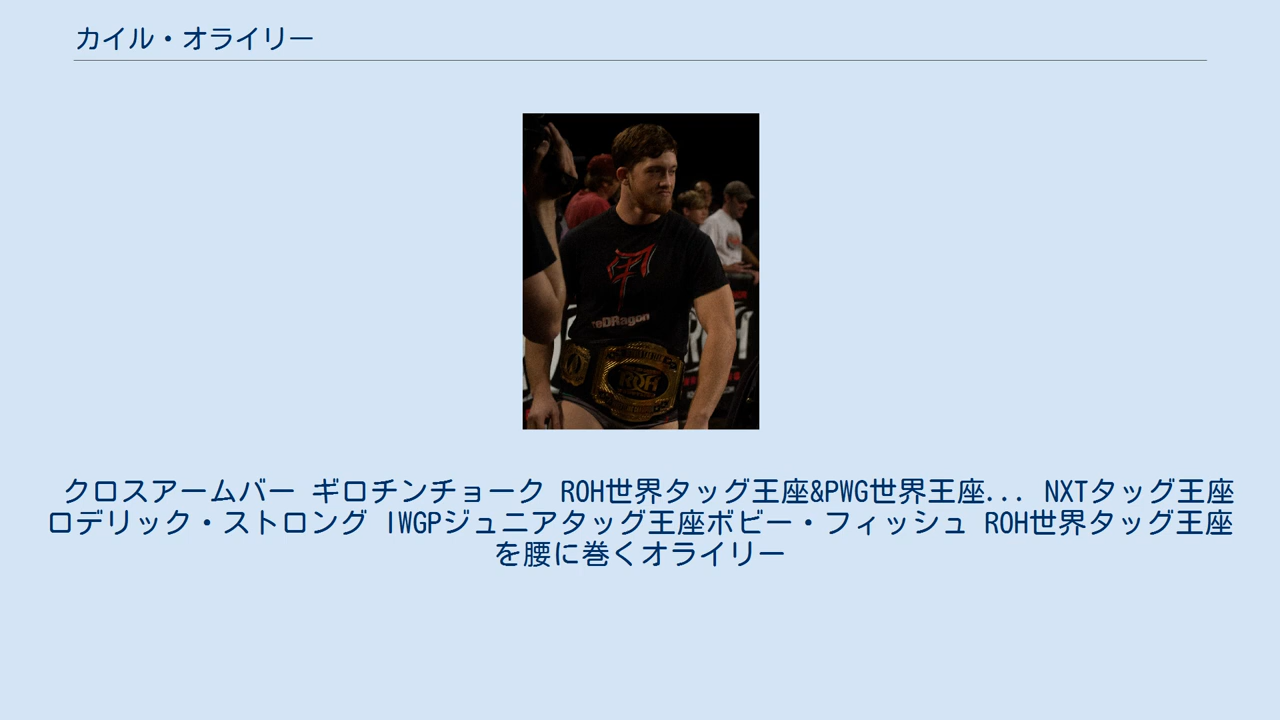 カイル・オライリー
reDRagon
ROH
クロスアームバー ギロチンチョーク ROH世界タッグ王座&PWG世界王座... NXTタッグ王座
ロデリック・ストロング IWGPジュニアタッグ王座ボビー・フィッシュ ROH世界タッグ王座
を腰に巻くオライリー